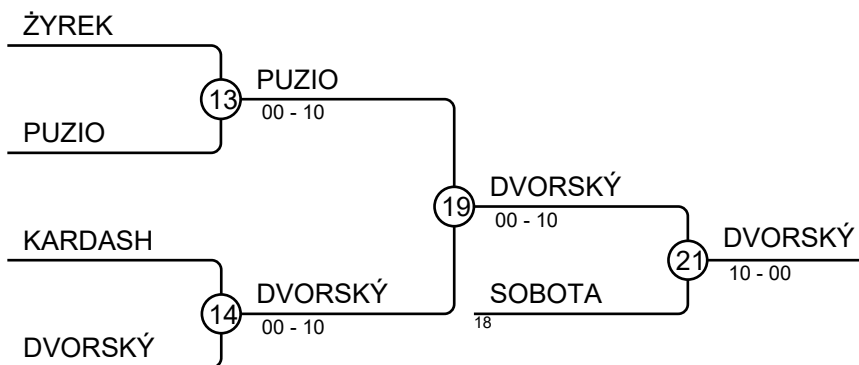 ŻYREK
13
PUZIO
00 - 10
PUZIO
19
DVORSKÝ
00 - 10
KARDASH
21
DVORSKÝ
10 - 00
14
DVORSKÝ
00 - 10
SOBOTA
18
DVORSKÝ